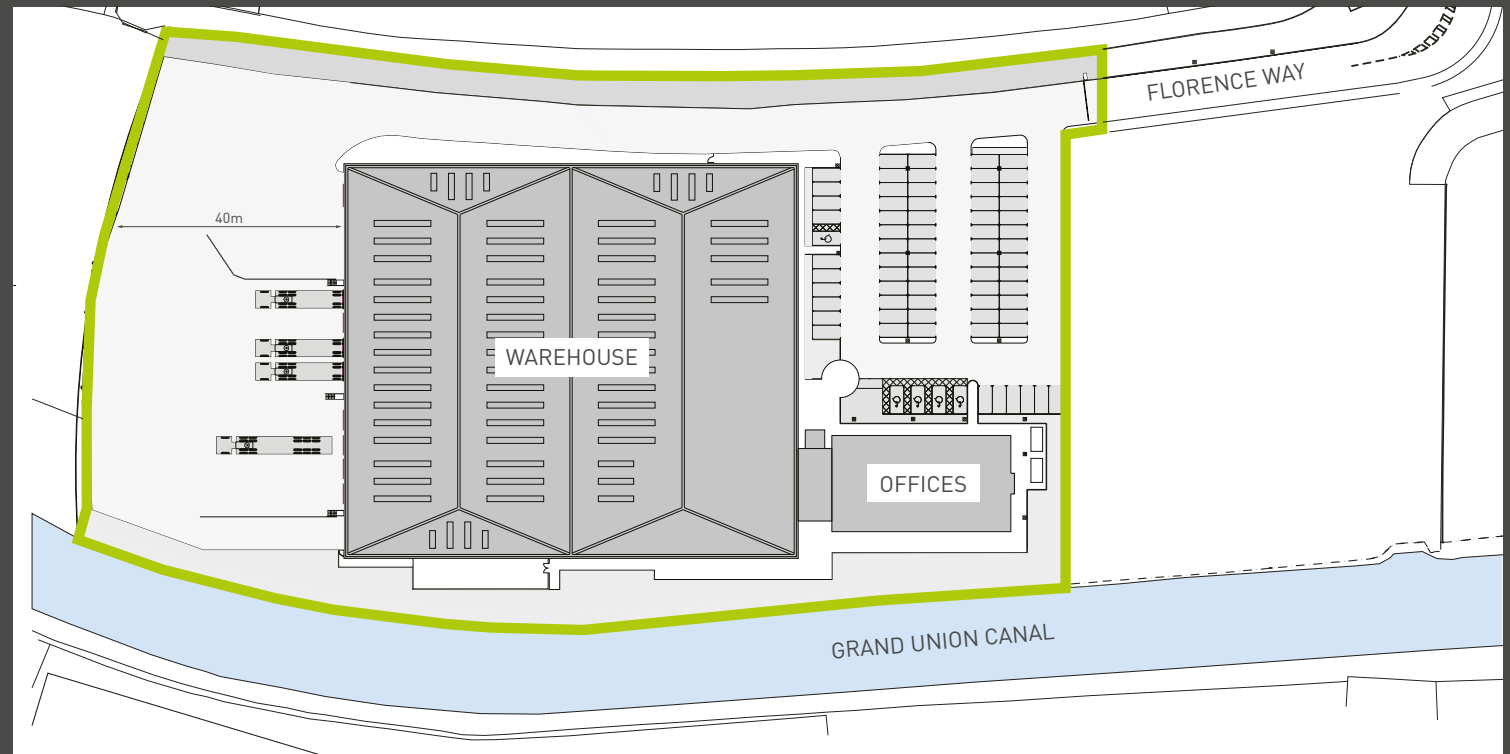 FLORENCE WAY
40m
WAREHOUSE
OFFICES
GRAND UNION CANAL